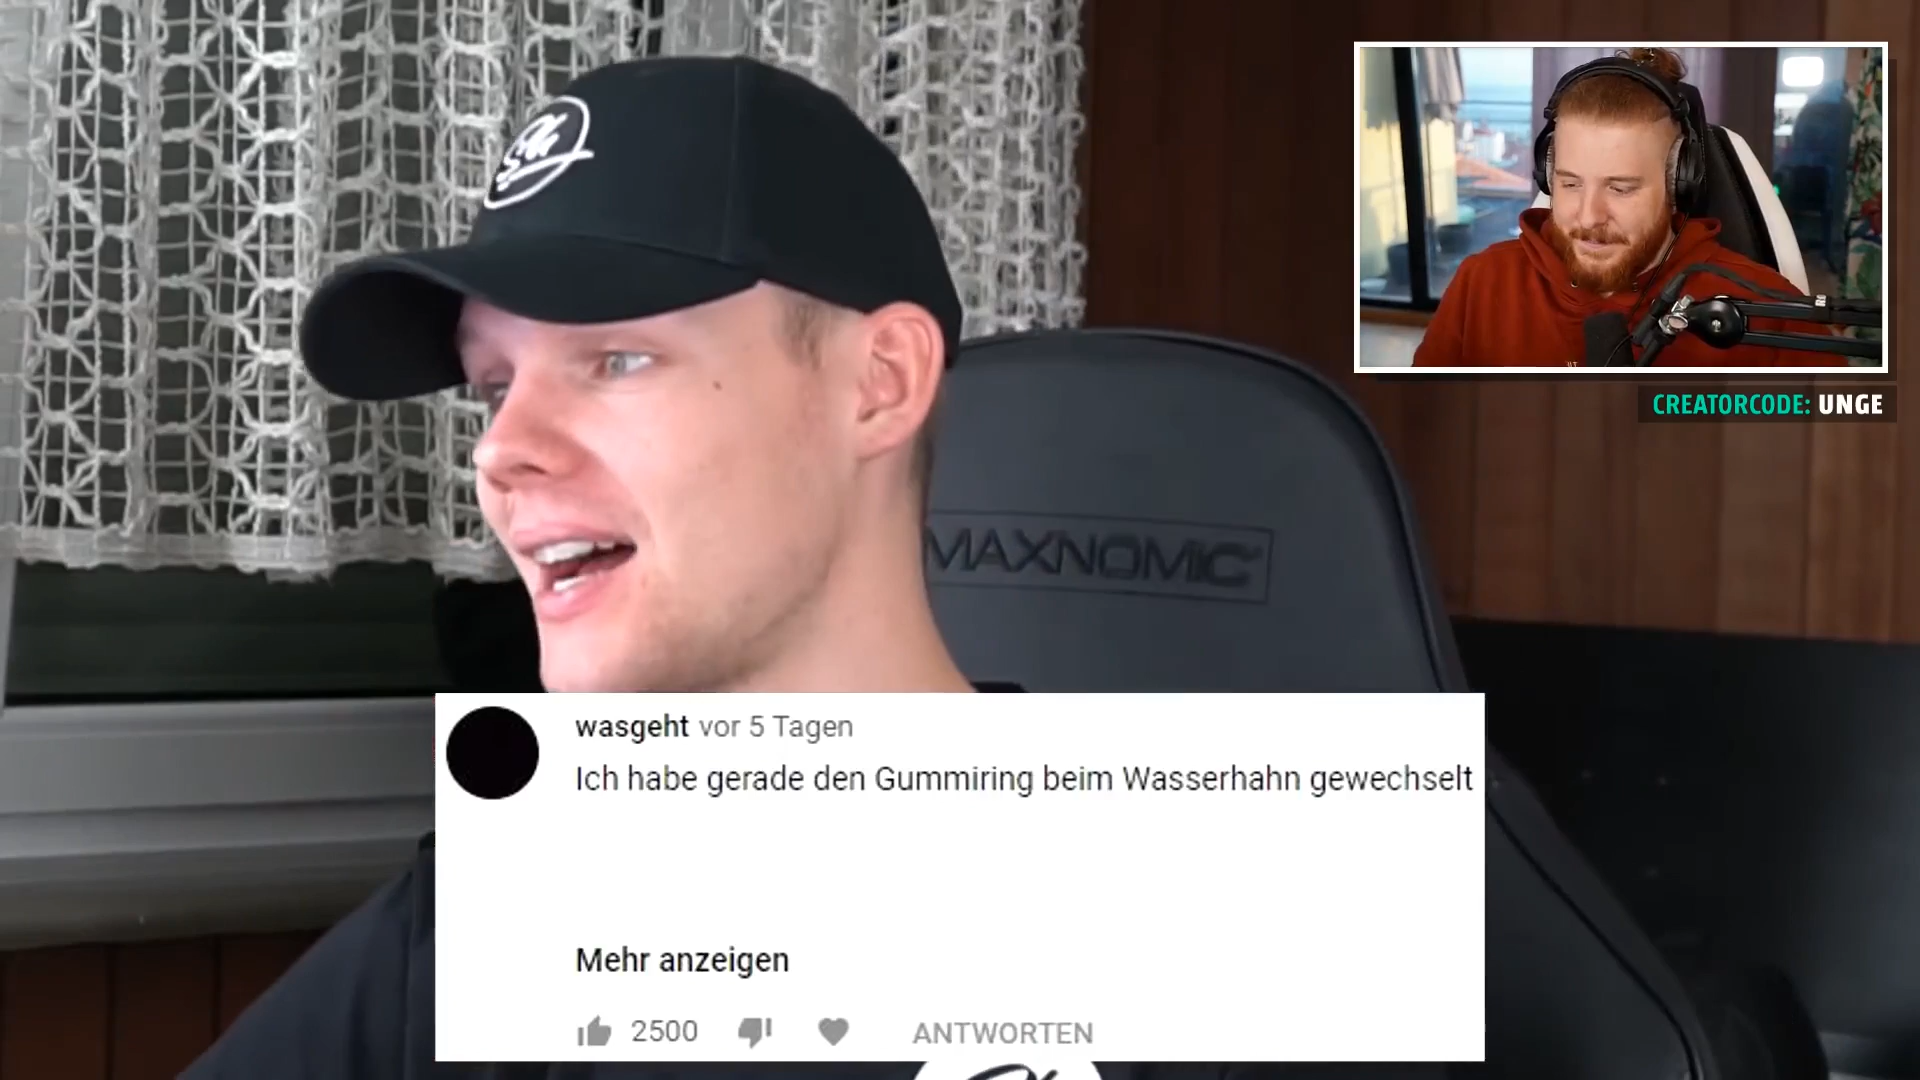 CREATORCODE: UNGE
MAXNOMIC
wasgeht vor 5 Tagen
Ich habe gerade den Gummiring beim Wasserhahn gewechselt
Mehr anzeigen
2500
ANTWORTEN